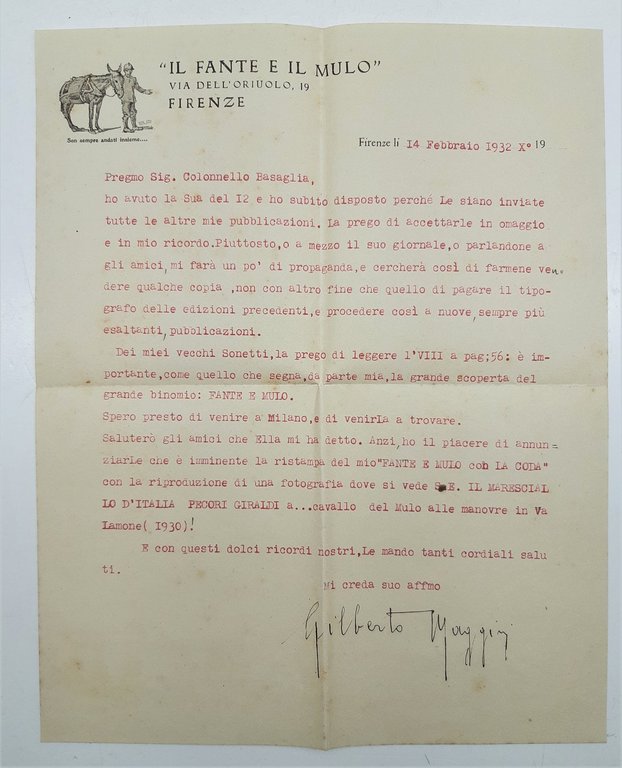 "IL FANTE E IL MULO"
VIA DELL'ORIUOLO, 19
FIRENZE
Son sempre andati insieme....
Firenze lì 14 Febbraio 1932 X° 19
Pregmo Sig. Colonnello Basaglia,
ho avuto la Sua del I2 e ho subito disposto perché Le siano inviate
tutte le altre mie pubblicazioni. La prego di accettarle in omaggio
e in mio ricordo.Piuttosto,o a mezzo il suo giornale,o parlandone a
gli amici,mi farà un po' di propaganda,e cercherà così di farmene ven-
dere qualche copia ,non con altro fine che quello di pagare il tipo-
grafo delle edizioni precedenti,e procedere così a nuove,sempre più
esaltanti,pubblicazioni.
Dei miei vecchi Sonetti,la prego di leggere l'VIII a pag;56: è im-
portante,come quello che segna,da parte mia,la grande scoperta del
grande binomio: FANTE E MULO.
Spero presto di venire a Milano,e di venirLa a trovare.
Saluterò gli amici che Ella mi ha detto. Anzi,ho il piacere di annun=
ziarLe che è imminente la ristampa del mio"FANTE E MULO coh LA CODA"
con la riproduzione di una fotografia dove si vede S.E. IL MARESCIAL
LO D'ITALIA PECORI GIRALDI a...cavallo del Mulo alle manovre in Va
Lamone( I930)!
E con questi dolci ricordi nostri,Le mando tanti cordiali salu
ti.
Mi creda suo affmo
Gilberto Maggini